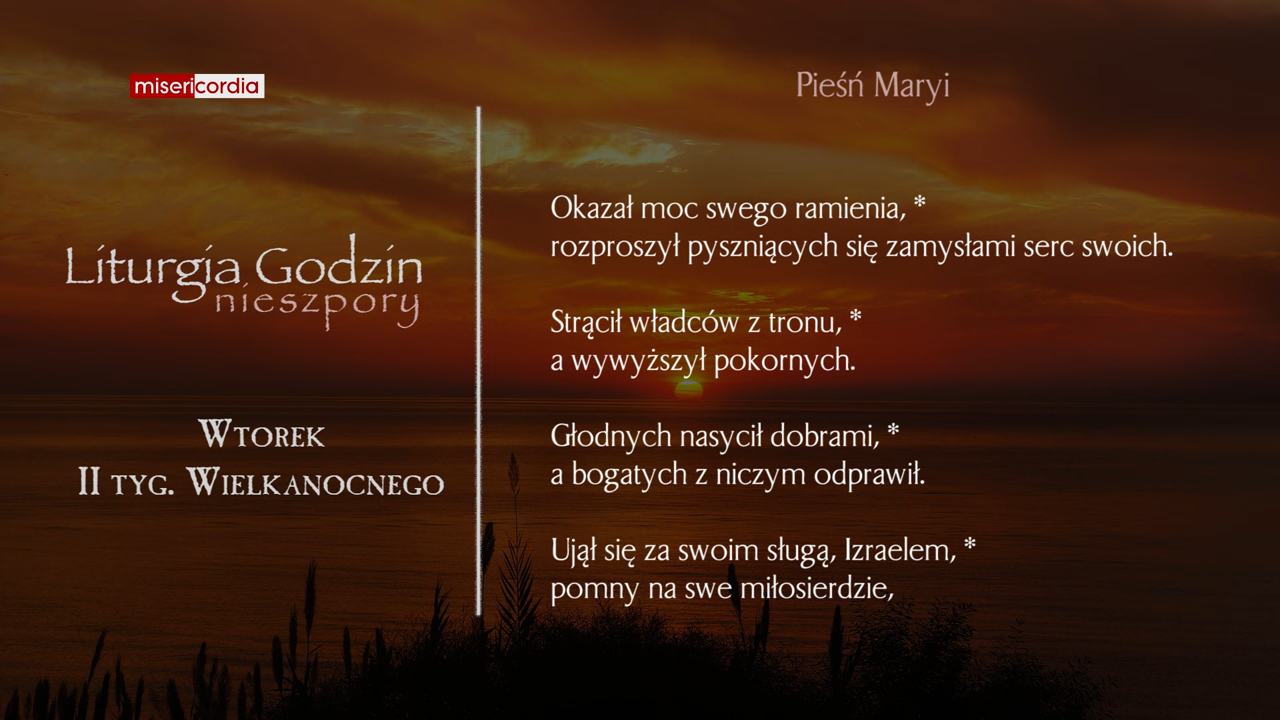 misericordia
Liturgia Godzin
nieszpory
Wtorek
II tyg. Wielkanocnego
Pieśń Maryi
Okazał moc swego ramienia, *
rozproszył pyszniących się zamysłami serc swoich.
Strącił władców z tronu, *
a wywyższył pokornych.
Głodnych nasycił dobrami, *
a bogatych z niczym odprawił.
Ujął się za swoim sługą, Izraelem, *
pomny na swe miłosierdzie,